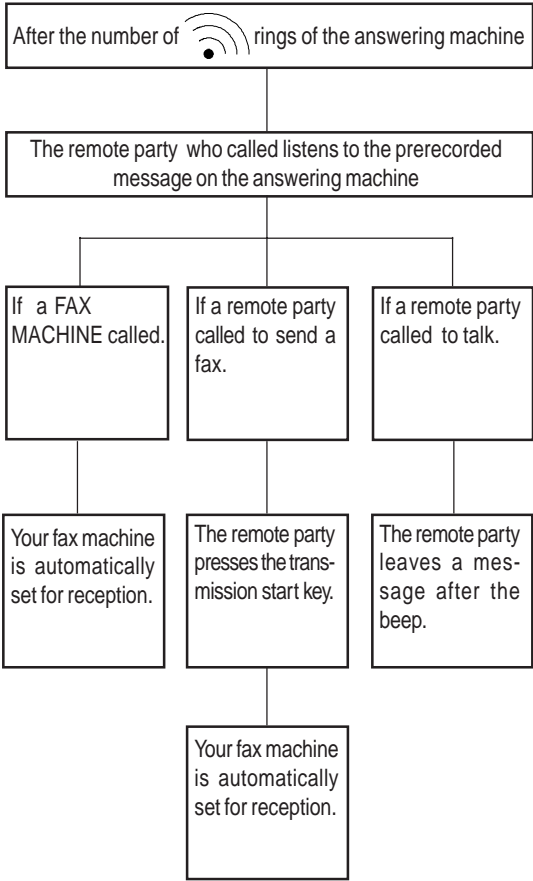 After the number of rings of the answering machine
The remote party who called listens to the prerecorded
message on the answering machine
If a FAX
MACHINE called.
If a remote party
called to send a
fax.
If a remote party
called to talk.
Your fax machine
is automatically
set for reception.
The remote party
presses the trans-
mission start key.
The remote party
leaves a mes-
sage after the
beep.
Your fax machine
is automatically
set for reception.